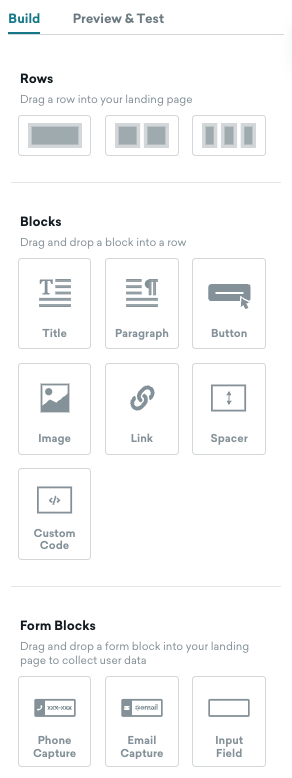 Build Preview & Test
Rows
Drag a row into your landing page
Blocks
Drag and drop a block into a row
Title Paragraph Button
Image Link Spacer
</>
Custom
Code
Form Blocks
Drag and drop a form block into your landing
page to collect user data
xxx-xxx @email
Phone Email Input
Capture Capture Field